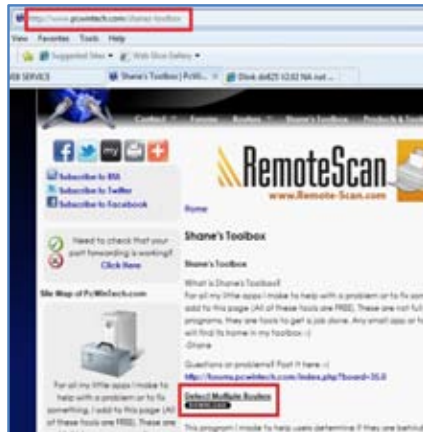 http://www.pcwintech.com/shanes-toolbox
View Favorites Tools Help
Suggested Sites Web Slice Gallery
SERVICE
Shane's Toolbox | PcWi...
Contact
Forums
Routers
Shane's Toolbox
Products &
my
Subscribe to RSS
Subscribe to Twitter
Subscribe to Facebook
RemoteScan
www.Remote-Scan.com
Home
Need to check that your
port forwarding is working?
Click Here
Shane's Toolbox
Shane's Toolbox
What is Shane's Toolbox?
For all my little apps I make to help with a problem or to fix
add to this page (All of these tools are FREE). These are not
programs, they are tools to get a job done. Any small app or
will find its home in my toolbox :-)
-Shane
Questions or problems? Post it here :-)
http://forums.pcwintech.com/index.php?board=35.0
Detect Multiple Routers
DOWNLOAD
This program I made to help users determine if they are behind
Site Map of PcWinTech.com
For all my little apps I make to
help with a problem or to fix
something, I add to this page (All
of these tools are FREE). These are